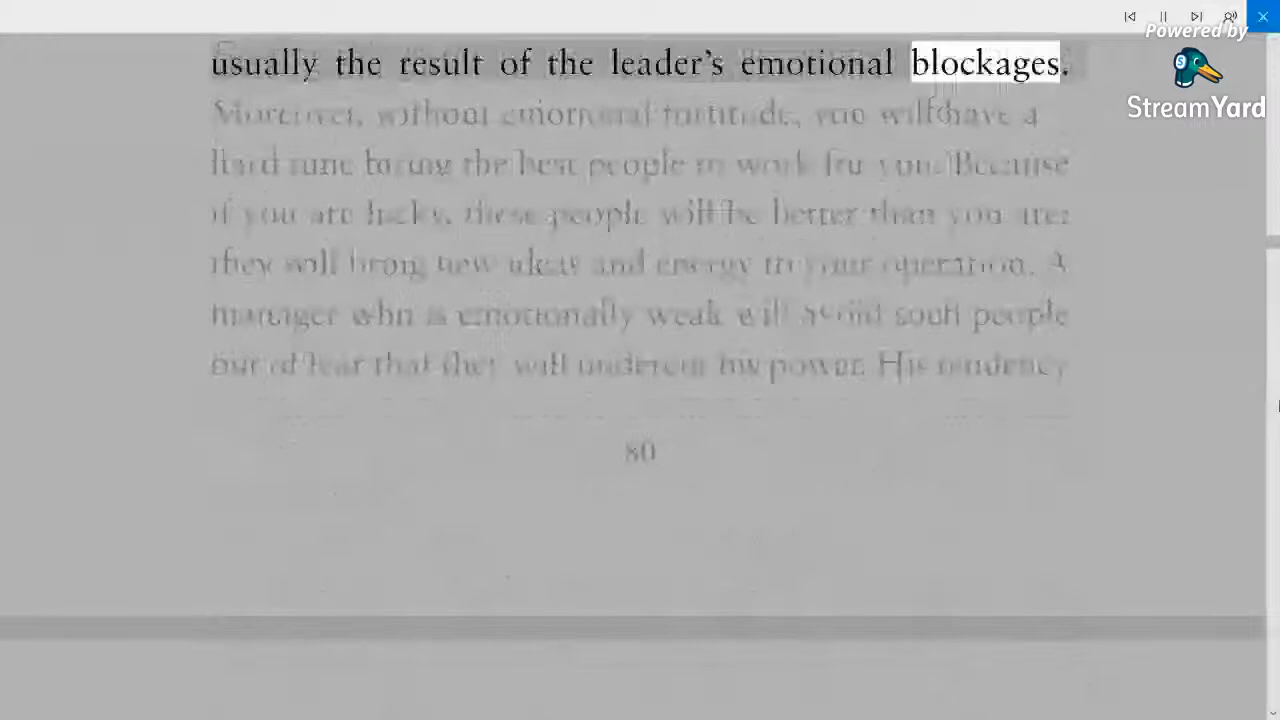 Powered by
StreamYard
usually the result of the leader's emotional blockages.
Moreover, without emotional fortitude, you will have a
hard time hiring the best people to work for you. Because
if you are lucky, these people will be better than you are:
they will bring new ideas and energy to your operation. A
manager who is emotionally weak will avoid such people
out of fear that they will undercut his power. His tendency
80